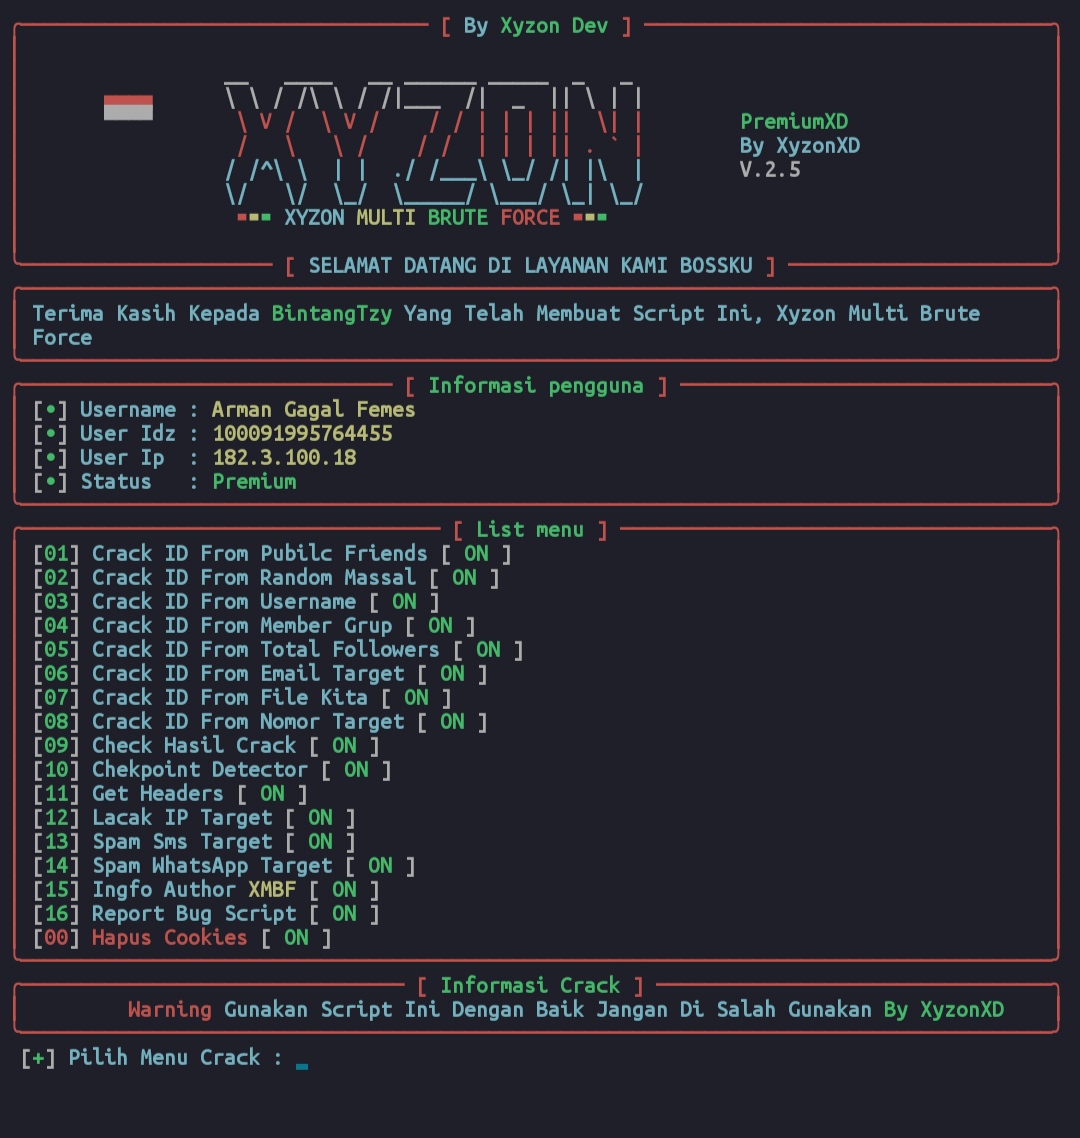 [ By Xyzon Dev ]
XYZON
PremiumXD
By XyzonXD
V.2.5
XYZON MULTI BRUTE FORCE
[ SELAMAT DATANG DI LAYANAN KAMI BOSSKU ]
Terima Kasih Kepada BintangTzy Yang Telah Membuat Script Ini, Xyzon Multi Brute
Force
[ Informasi pengguna ]
[•] Username : Arman Gagal Femes
[•] User Idz : 100091995764455
[•] User Ip  : 182.3.100.18
[•] Status   : Premium
[ List menu ]
[01] Crack ID From Pubilc Friends [ ON ]
[02] Crack ID From Random Massal [ ON ]
[03] Crack ID From Username [ ON ]
[04] Crack ID From Member Grup [ ON ]
[05] Crack ID From Total Followers [ ON ]
[06] Crack ID From Email Target [ ON ]
[07] Crack ID From File Kita [ ON ]
[08] Crack ID From Nomor Target [ ON ]
[09] Check Hasil Crack [ ON ]
[10] Chekpoint Detector [ ON ]
[11] Get Headers [ ON ]
[12] Lacak IP Target [ ON ]
[13] Spam Sms Target [ ON ]
[14] Spam WhatsApp Target [ ON ]
[15] Ingfo Author XMBF [ ON ]
[16] Report Bug Script [ ON ]
[00] Hapus Cookies [ ON ]
[ Informasi Crack ]
Warning Gunakan Script Ini Dengan Baik Jangan Di Salah Gunakan By XyzonXD
[+] Pilih Menu Crack :